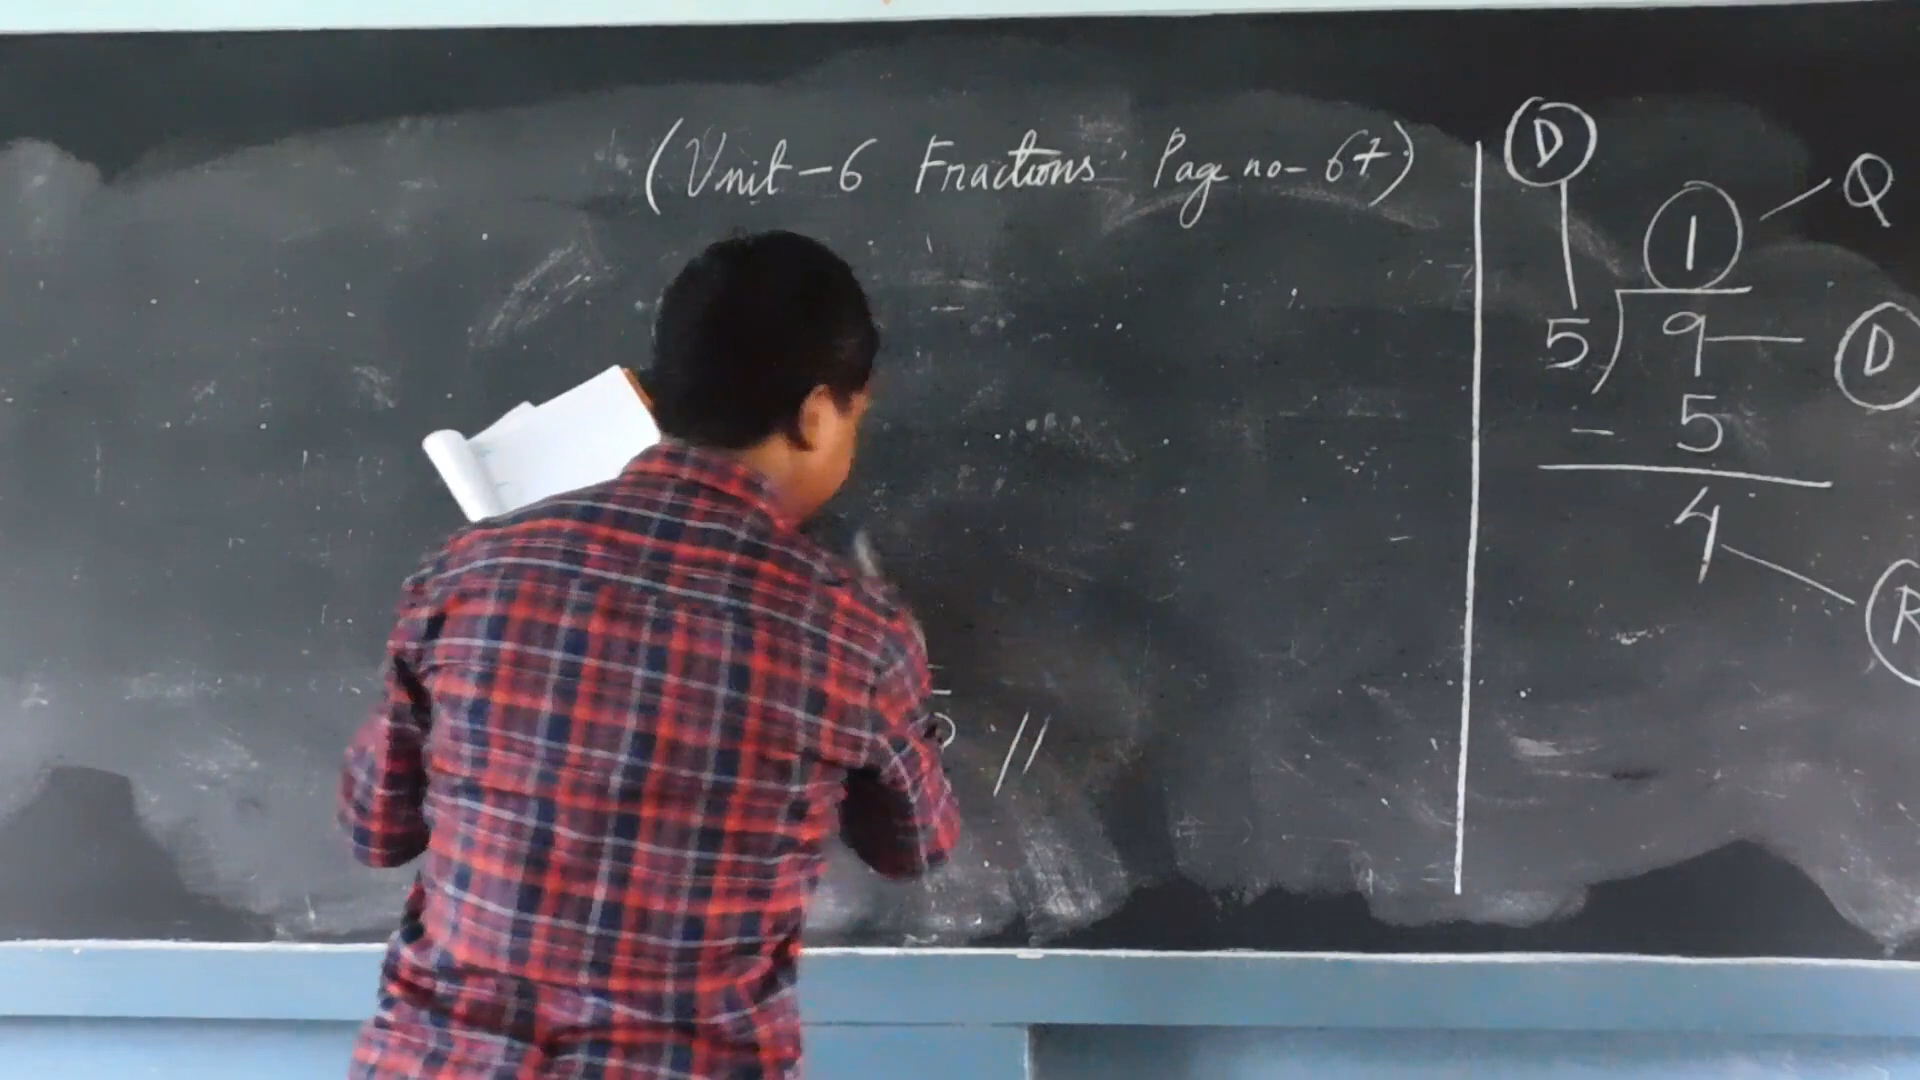 (Unit-6 Fractions Page no-67)
D
1 Q
5) 9 D
- 5
4
R
//